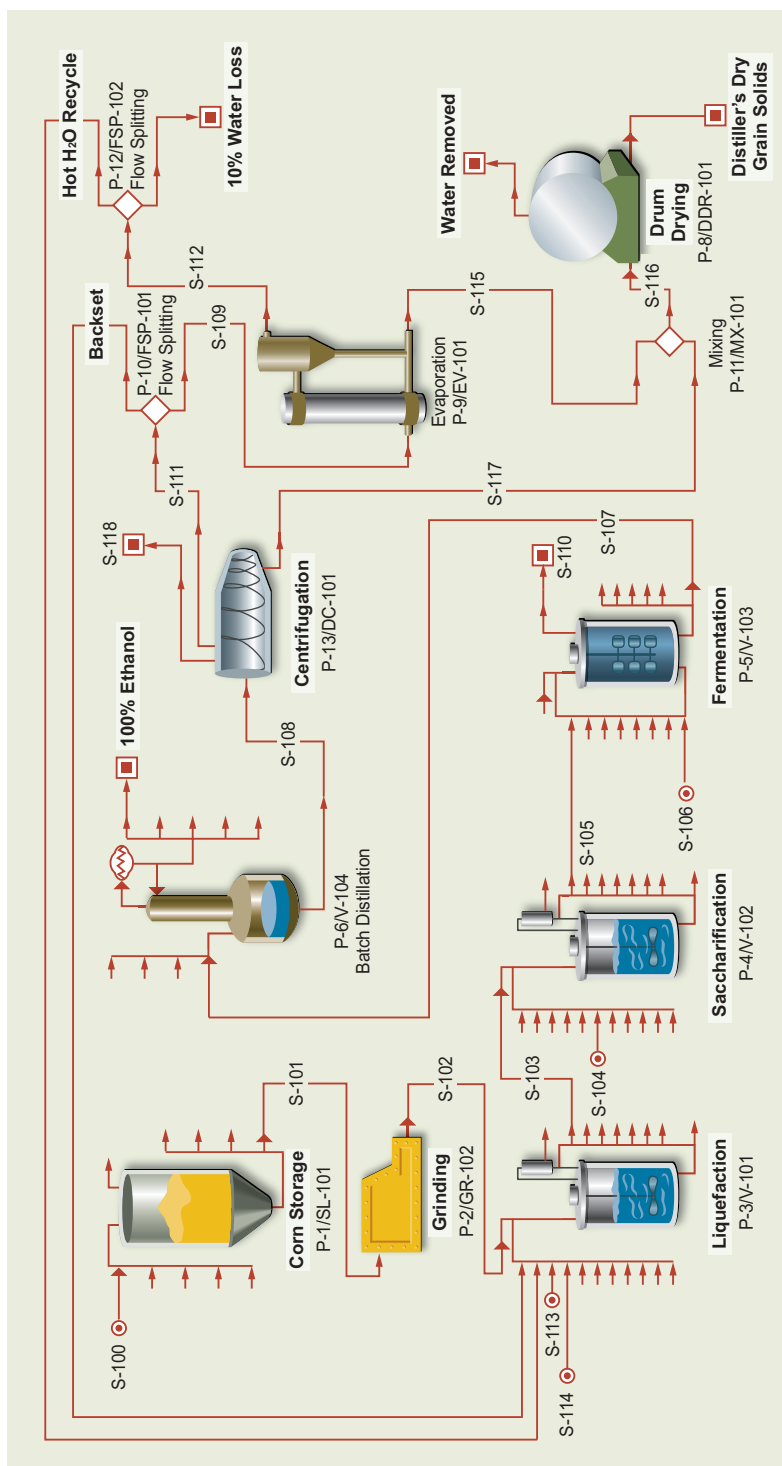 S-100
Corn Storage
P-1/SL-101
S-101
Grinding
P-2/GR-102
S-102
S-113
S-114
Liquefaction
P-3/V-101
S-103
S-104
Saccharification
P-4/V-102
S-105
S-106
Fermentation
P-5/V-103
S-110
S-107
P-6/V-104
Batch Distillation
100% Ethanol
S-108
Centrifugation
P-13/DC-101
S-118
S-111
S-117
Backset
P-10/FSP-101
Flow Splitting
S-109
Evaporation
P-9/EV-101
S-112
Hot H₂O Recycle
P-12/FSP-102
Flow Splitting
10% Water Loss
S-115
Mixing
P-11/MX-101
S-116
Water Removed
Drum
Drying
P-8/DDR-101
Distiller's Dry
Grain Solids